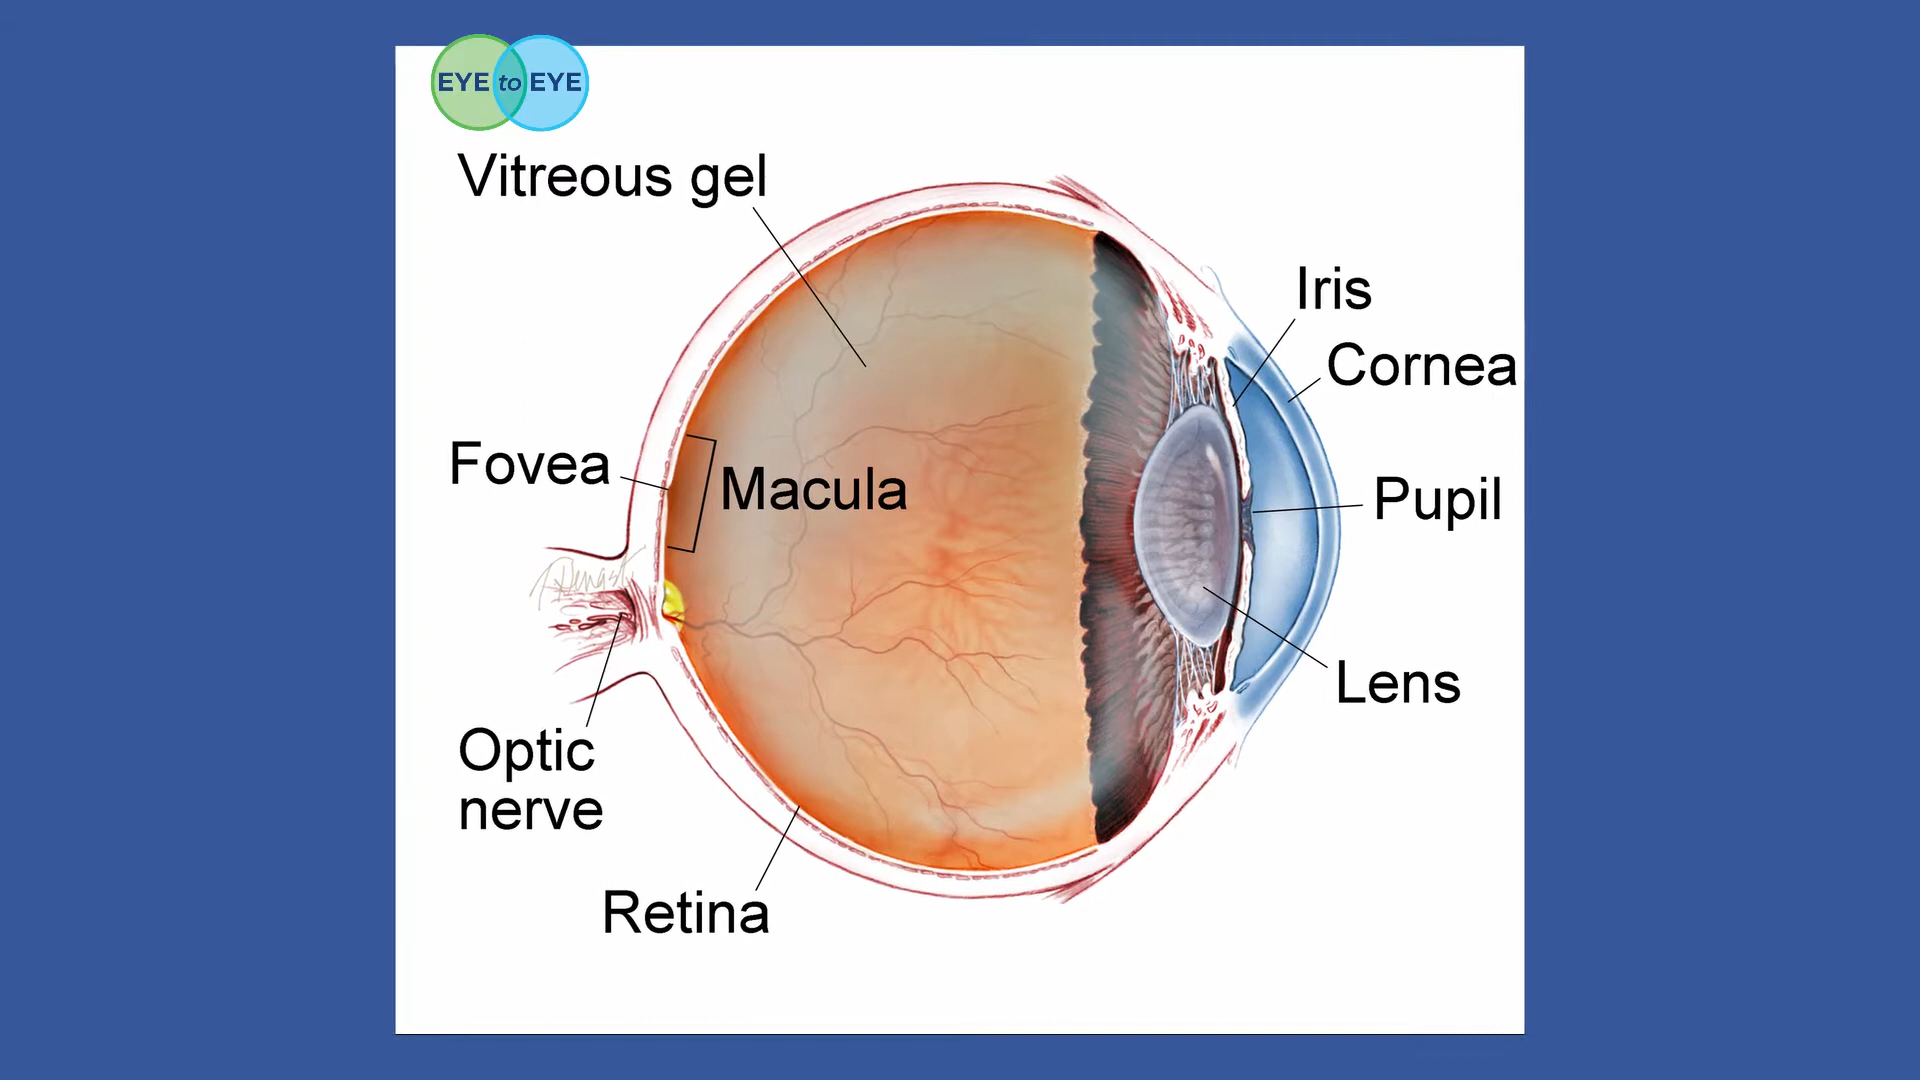 EYE to EYE
Vitreous gel
Iris
Cornea
Fovea
Macula
Pupil
Lens
Optic
nerve
Retina